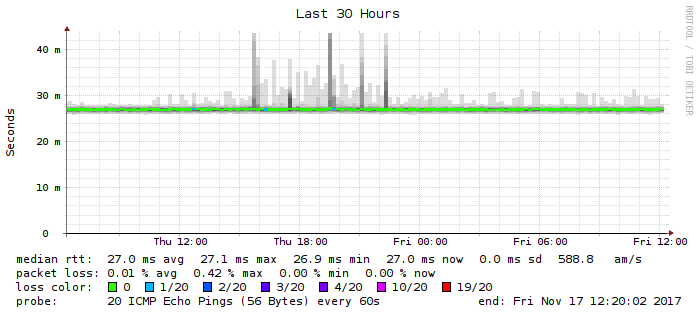 Last 30 Hours
RRDTOOL / TOBI OETIKER
Seconds
40 m
30 m
20 m
10 m
0
Thu 12:00 Thu 18:00 Fri 00:00 Fri 06:00 Fri 12:00
median rtt: 27.0 ms avg 27.1 ms max 26.9 ms min 27.0 ms now 0.0 ms sd 588.8 am/s
packet loss: 0.01 % avg 0.42 % max 0.00 % min 0.00 % now
loss color: 0 1/20 2/20 3/20 4/20 10/20 19/20
probe: 20 ICMP Echo Pings (56 Bytes) every 60s end: Fri Nov 17 12:20:02 2017